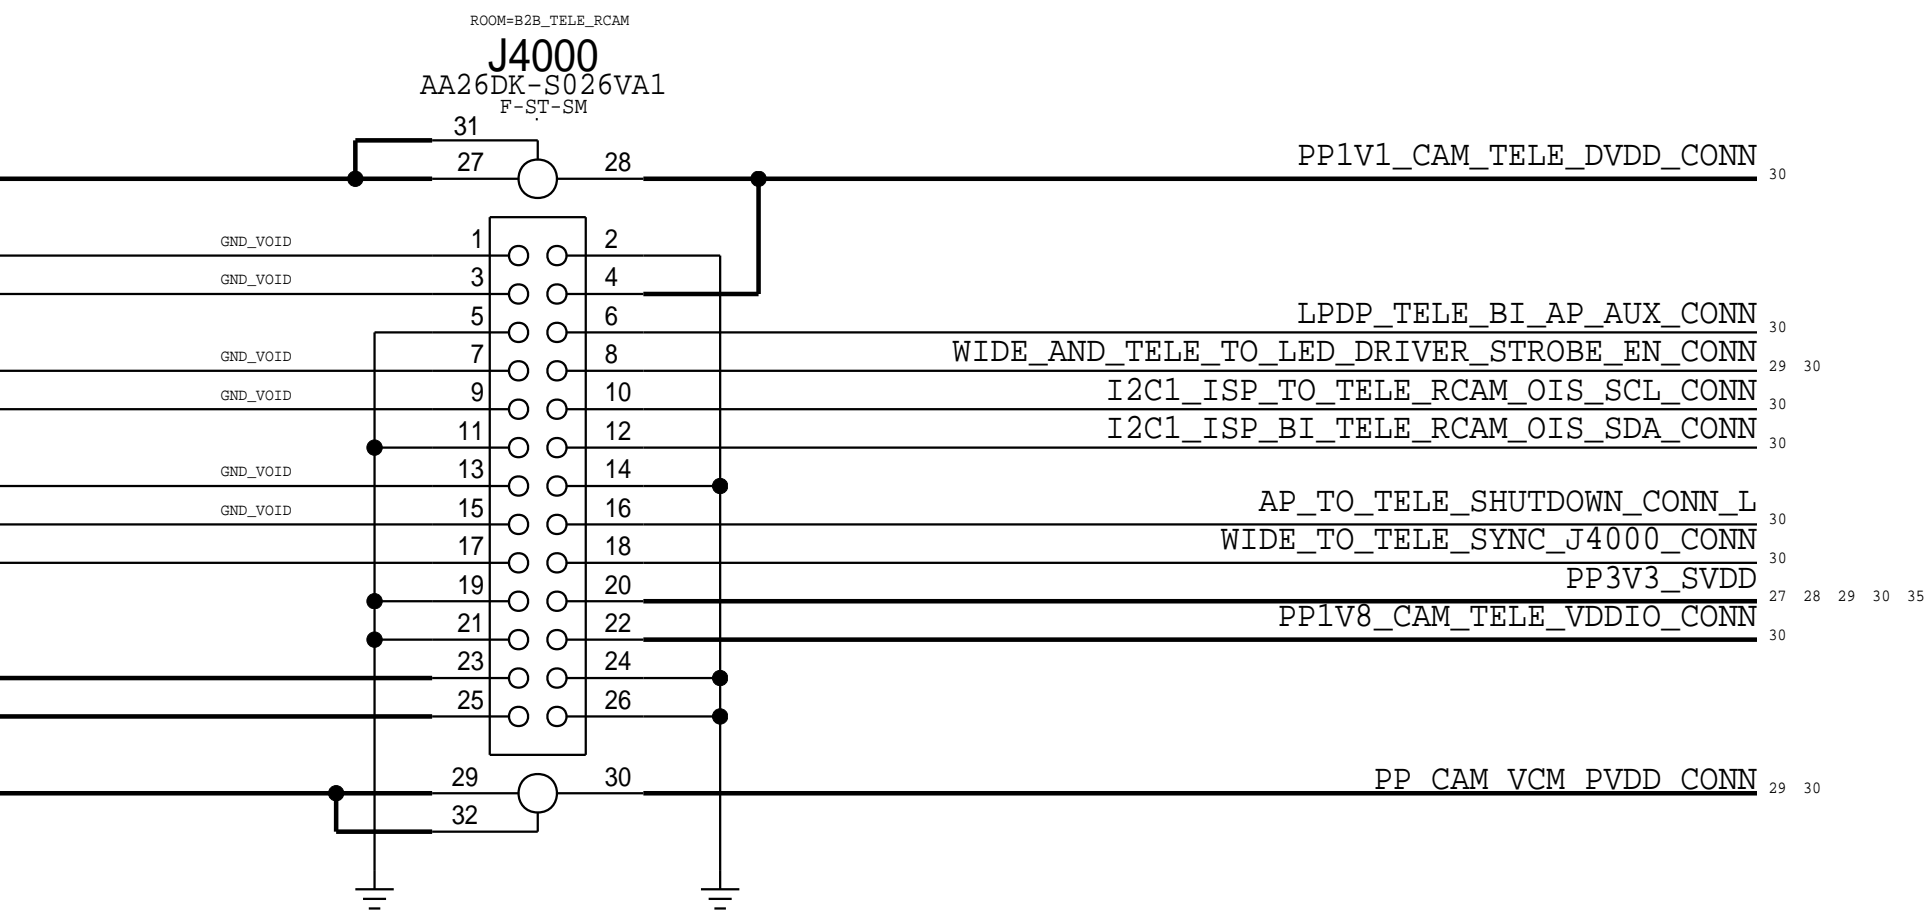 ROOM=B2B_TELE_RCAM
J4000
AA26DK-S026VA1
F-ST-SM
31
27 28 PP1V1_CAM_TELE_DVDD_CONN 30
GND_VOID 1 2
GND_VOID 3 4
5 6 LPDP_TELE_BI_AP_AUX_CONN 30
GND_VOID 7 8 WIDE_AND_TELE_TO_LED_DRIVER_STROBE_EN_CONN 29 30
GND_VOID 9 10 I2C1_ISP_TO_TELE_RCAM_OIS_SCL_CONN 30
11 12 I2C1_ISP_BI_TELE_RCAM_OIS_SDA_CONN 30
GND_VOID 13 14
GND_VOID 15 16 AP_TO_TELE_SHUTDOWN_CONN_L 30
17 18 WIDE_TO_TELE_SYNC_J4000_CONN 30
19 20 PP3V3_SVDD 27 28 29 30 35
21 22 PP1V8_CAM_TELE_VDDIO_CONN 30
23 24
25 26
29 30 PP_CAM_VCM_PVDD_CONN 29 30
32